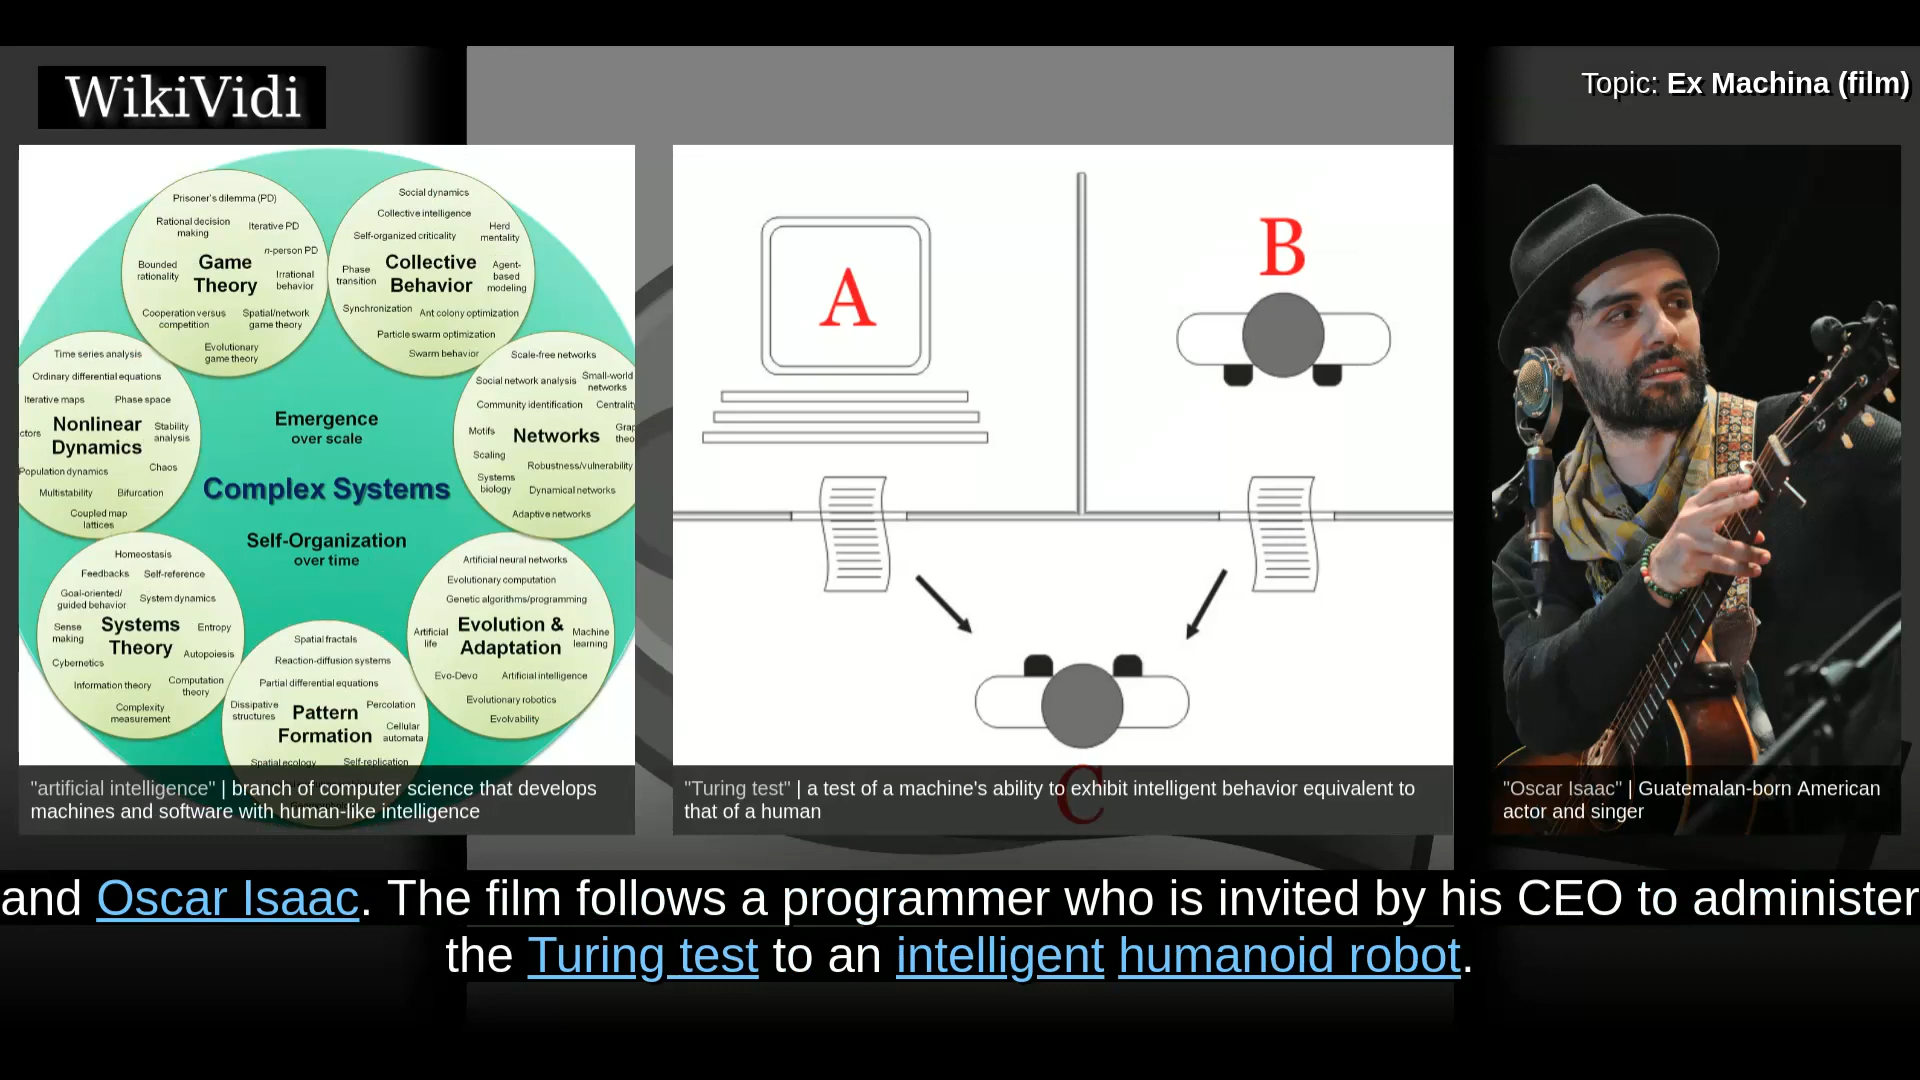 WikiVidi
Topic: Ex Machina (film)
Prisoner's dilemma (PD)
Rational decision
making
Iterative PD
n-person PD
Bounded
rationality
Game
Theory
Irrational
behavior
Cooperation versus
competition
Spatial/network
game theory
Evolutionary
game theory
Social dynamics
Collective intelligence
Self-organized criticality
Herd
mentality
Phase
transition
Collective
Behavior
Agent-
based
modeling
Synchronization
Ant colony optimization
Particle swarm optimization
Swarm behavior
Time series analysis
Ordinary differential equations
Iterative maps
Phase space
ctors
Nonlinear
Dynamics
Stability
analysis
Population dynamics
Chaos
Multistability
Bifurcation
Coupled map
lattices
Emergence
over scale
Complex Systems
Self-Organization
over time
Scale-free networks
Social network analysis
Small-world
networks
Community identification
Centrality
Motifs
Networks
Grap
theo
Scaling
Robustness/vulnerability
Systems
biology
Dynamical networks
Adaptive networks
Homeostasis
Feedbacks
Self-reference
Goal-oriented/
guided behavior
System dynamics
Sense
making
Systems
Theory
Entropy
Cybernetics
Autopoiesis
Information theory
Computation
theory
Complexity
measurement
Artificial neural networks
Evolutionary computation
Genetic algorithms/programming
Artificial
life
Evolution &
Adaptation
Machine
learning
Evo-Devo
Artificial intelligence
Evolutionary robotics
Evolvability
Spatial fractals
Reaction-diffusion systems
Partial differential equations
Dissipative
structures
Pattern
Formation
Percolation
Cellular
automata
Spatial ecology
Self-replication
"artificial intelligence" | branch of computer science that develops
machines and software with human-like intelligence
A
B
C
"Turing test" | a test of a machine's ability to exhibit intelligent behavior equivalent to
that of a human
"Oscar Isaac" | Guatemalan-born American
actor and singer
and Oscar Isaac. The film follows a programmer who is invited by his CEO to administer
the Turing test to an intelligent humanoid robot.